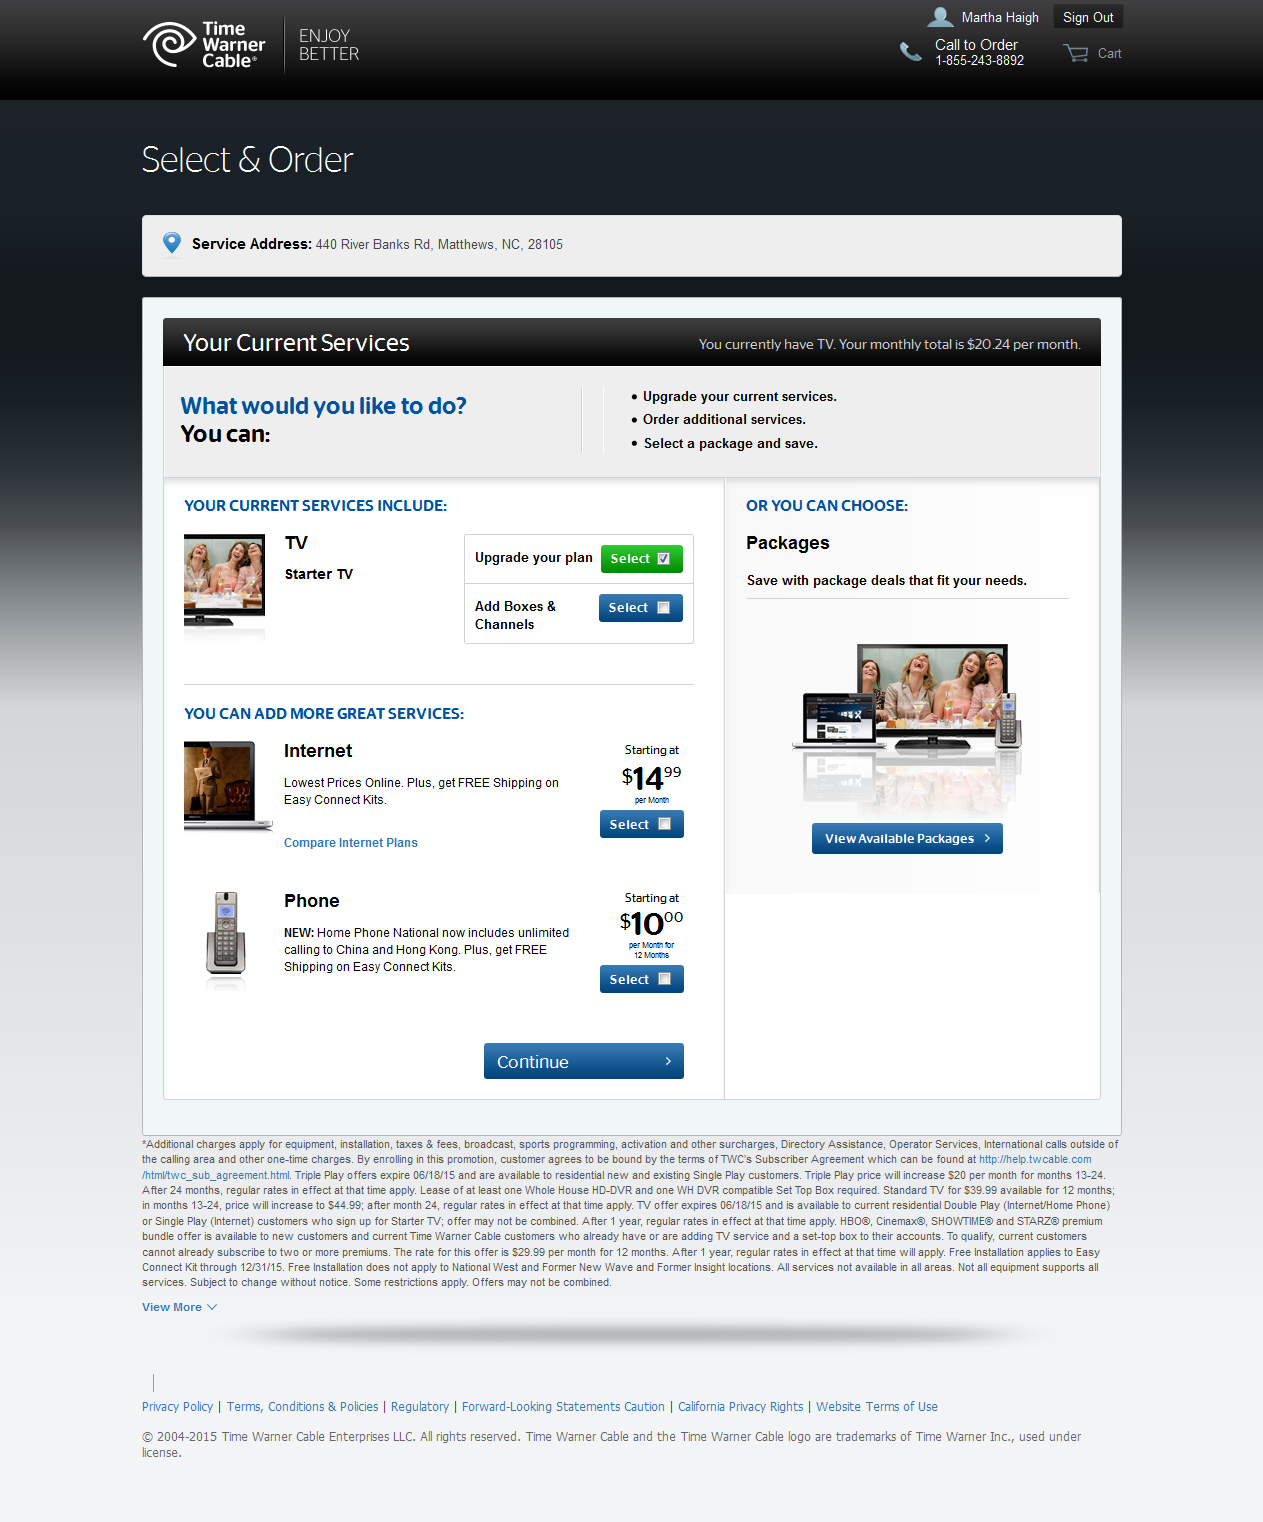 Time Warner Cable®
ENJOY BETTER
Martha Haigh
Sign Out
Call to Order
1-855-243-8892
Cart
Select & Order
Service Address: 440 River Banks Rd, Matthews, NC, 28105
Your Current Services
You currently have TV. Your monthly total is $20.24 per month.
What would you like to do?
You can:
• Upgrade your current services.
• Order additional services.
• Select a package and save.
YOUR CURRENT SERVICES INCLUDE:
TV
Starter TV
Upgrade your plan
Select
Add Boxes &
Channels
Select
YOU CAN ADD MORE GREAT SERVICES:
Internet
Lowest Prices Online. Plus, get FREE Shipping on
Easy Connect Kits.
Compare Internet Plans
Starting at
$14 99
per Month
Select
Phone
NEW: Home Phone National now includes unlimited
calling to China and Hong Kong. Plus, get FREE
Shipping on Easy Connect Kits.
Starting at
$10 00
per Month for
12 Months
Select
Continue
OR YOU CAN CHOOSE:
Packages
Save with package deals that fit your needs.
View Available Packages
*Additional charges apply for equipment, installation, taxes & fees, broadcast, sports programming, activation and other surcharges, Directory Assistance, Operator Services, International calls outside of
the calling area and other one-time charges. By enrolling in this promotion, customer agrees to be bound by the terms of TWC's Subscriber Agreement which can be found at http://help.twcable.com
/html/twc_sub_agreement.html. Triple Play offers expire 06/18/15 and are available to residential new and existing Single Play customers. Triple Play price will increase $20 per month for months 13-24.
After 24 months, regular rates in effect at that time apply. Lease of at least one Whole House HD-DVR and one WH DVR compatible Set Top Box required. Standard TV for $39.99 available for 12 months;
in months 13-24, price will increase to $44.99; after month 24, regular rates in effect at that time apply. TV offer expires 06/18/15 and is available to current residential Double Play (Internet/Home Phone)
or Single Play (Internet) customers who sign up for Starter TV; offer may not be combined. After 1 year, regular rates in effect at that time apply. HBO®, Cinemax®, SHOWTIME® and STARZ® premium
bundle offer is available to new customers and current Time Warner Cable customers who already have or are adding TV service and a set-top box to their accounts. To qualify, current customers
cannot already subscribe to two or more premiums. The rate for this offer is $29.99 per month for 12 months. After 1 year, regular rates in effect at that time will apply. Free Installation applies to Easy
Connect Kit through 12/31/15. Free Installation does not apply to National West and Former New Wave and Former Insight locations. All services not available in all areas. Not all equipment supports all
services. Subject to change without notice. Some restrictions apply. Offers may not be combined.
View More
Privacy Policy | Terms, Conditions & Policies | Regulatory | Forward-Looking Statements Caution | California Privacy Rights | Website Terms of Use
© 2004-2015 Time Warner Cable Enterprises LLC. All rights reserved. Time Warner Cable and the Time Warner Cable logo are trademarks of Time Warner Inc., used under
license.